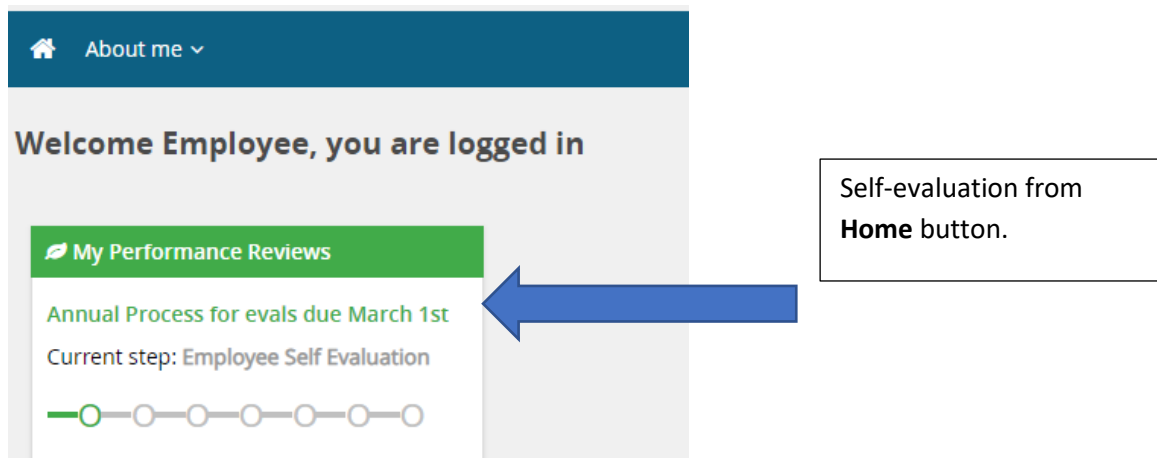 About me
Welcome Employee, you are logged in
My Performance Reviews
Annual Process for evals due March 1st
Current step: Employee Self Evaluation
Self-evaluation from
Home button.